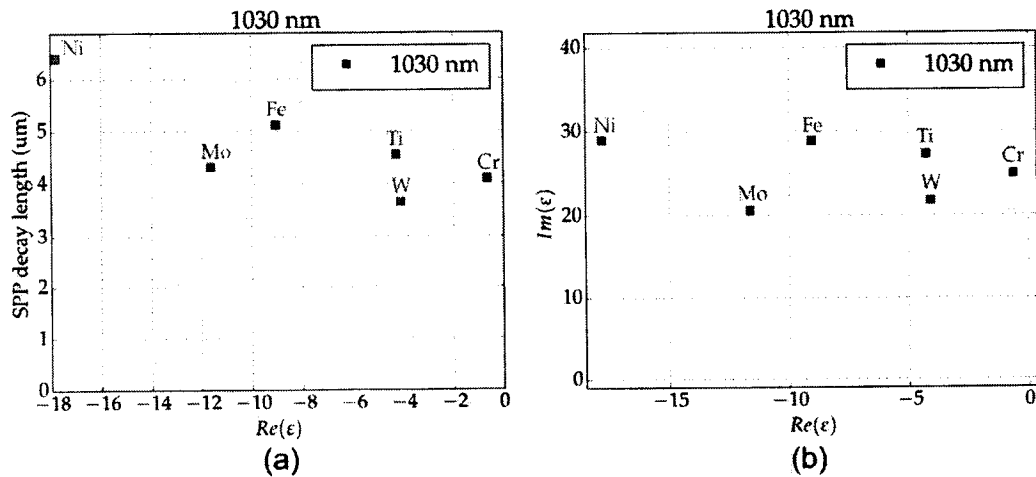 1030 nm
Ni
1030 nm
Fe
Mo
Ti
W
Cr
SPP decay length (um)
6
5
4
3
2
1
0
−18 −16 −14 −12 −10 −8 −6 −4 −2 0
Re(ε)
(a)
1030 nm
40
1030 nm
Ni
Fe
Ti
Cr
Mo
W
Im(ε)
30
20
10
0
−15 −10 −5 0
Re(ε)
(b)